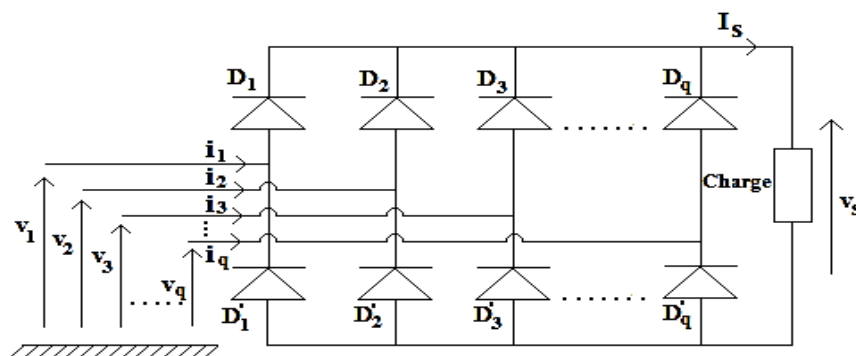 I_S
D_1 D_2 D_3 D_q
i_1
i_2
i_3
i_q
Charge
v_S
v_1 v_2 v_3 v_q
D'_1 D'_2 D'_3 D'_q